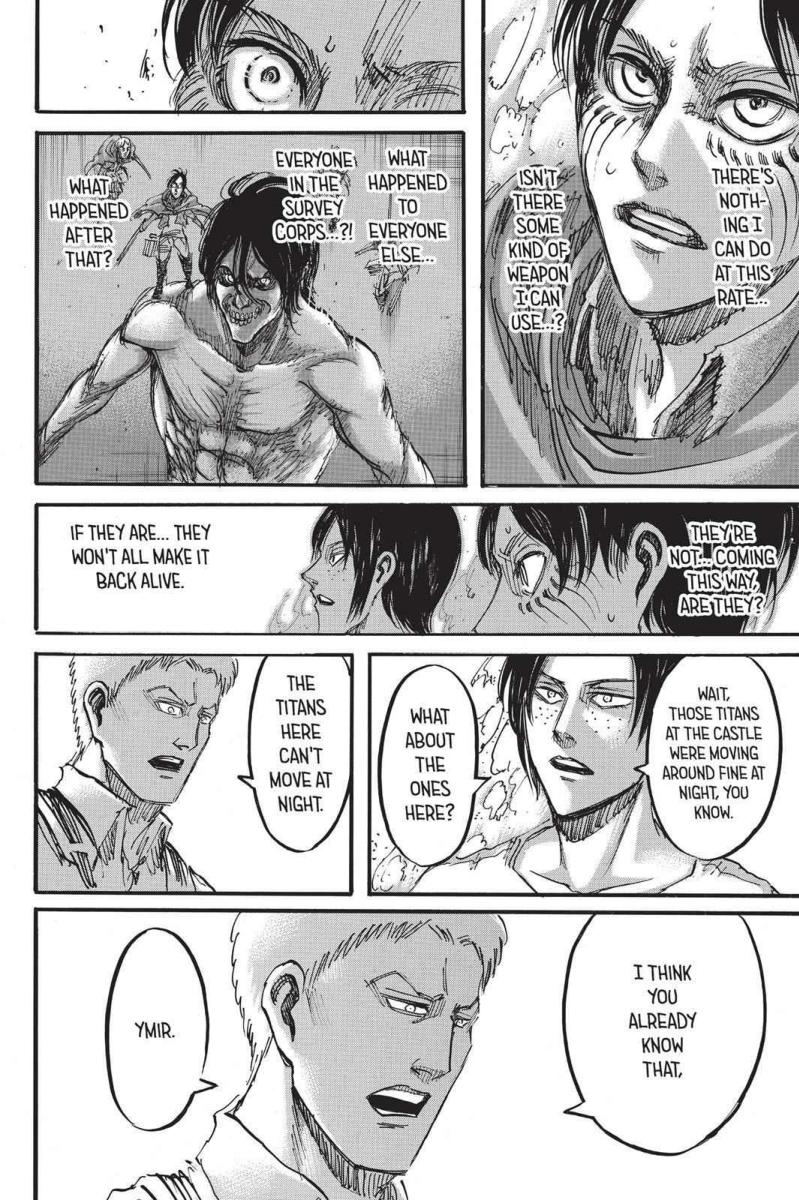 THERE'S
NOTH-
ING I
CAN DO
AT THIS
RATE...
ISN'T
THERE
SOME
KIND OF
WEAPON
I CAN
USE...?
WHAT
HAPPENED
TO
EVERYONE
ELSE...
EVERYONE
IN THE
SURVEY
CORPS...?!
WHAT
HAPPENED
AFTER
THAT?
THEY'RE
NOT... COMING
THIS WAY,
ARE THEY?
IF THEY ARE... THEY
WON'T ALL MAKE IT
BACK ALIVE.
WAIT,
THOSE TITANS
AT THE CASTLE
WERE MOVING
AROUND FINE AT
NIGHT, YOU
KNOW.
WHAT
ABOUT
THE
ONES
HERE?
THE
TITANS
HERE
CAN'T
MOVE AT
NIGHT.
I THINK
YOU
ALREADY
KNOW
THAT,
YMIR.